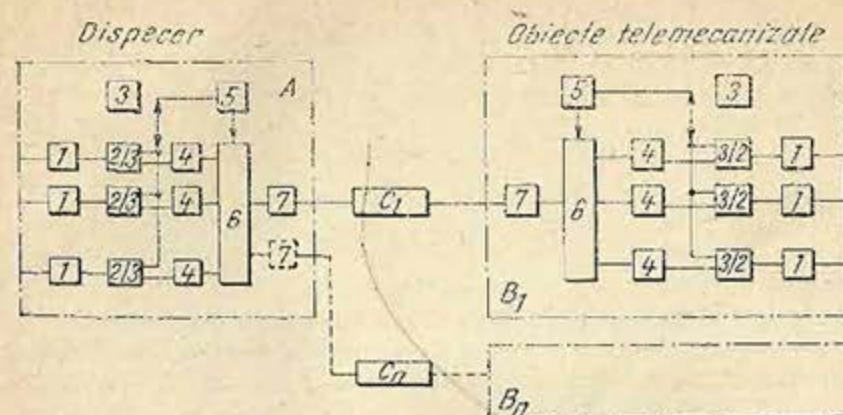 Dispecer
Obiecte telemecanizate
3 5 A
5 3
1 2/3 4
4 3/2 1
1 2/3 4 6 7 C1 7 6 4 3/2 1
7
1 2/3 4
4 3/2 1
B1
Cn
Bn